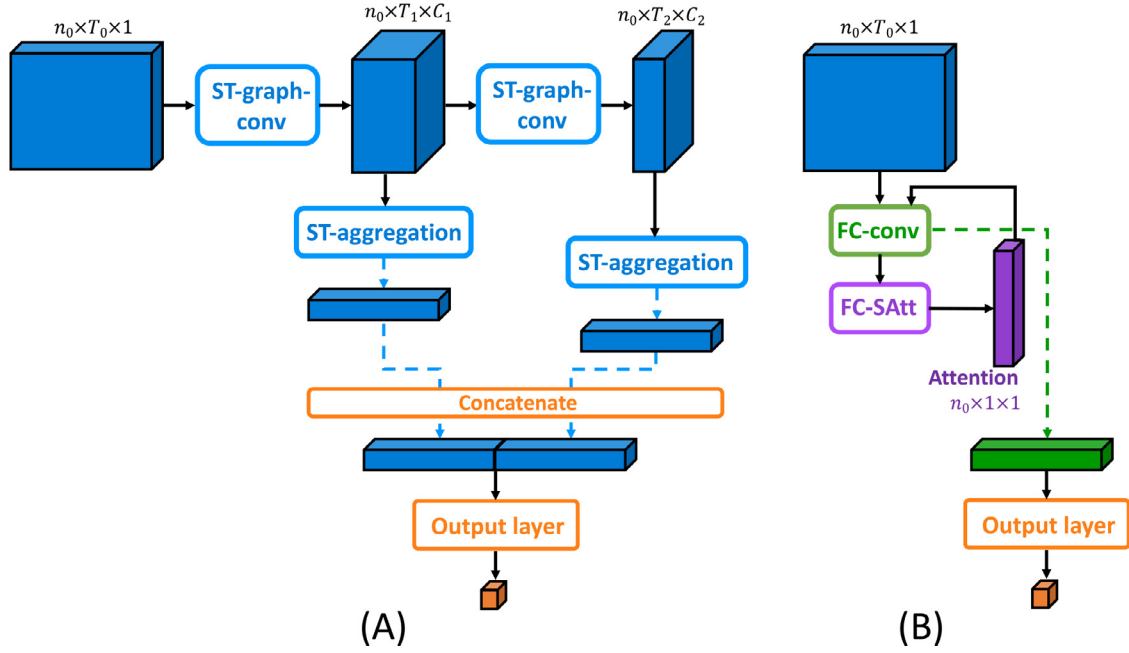 n₀×T₀×1
n₀×T₁×C₁
n₀×T₂×C₂
ST-graph-
conv
ST-graph-
conv
ST-aggregation
ST-aggregation
Concatenate
Output layer
(A)
n₀×T₀×1
FC-conv
FC-SAtt
Attention
n₀×1×1
Output layer
(B)